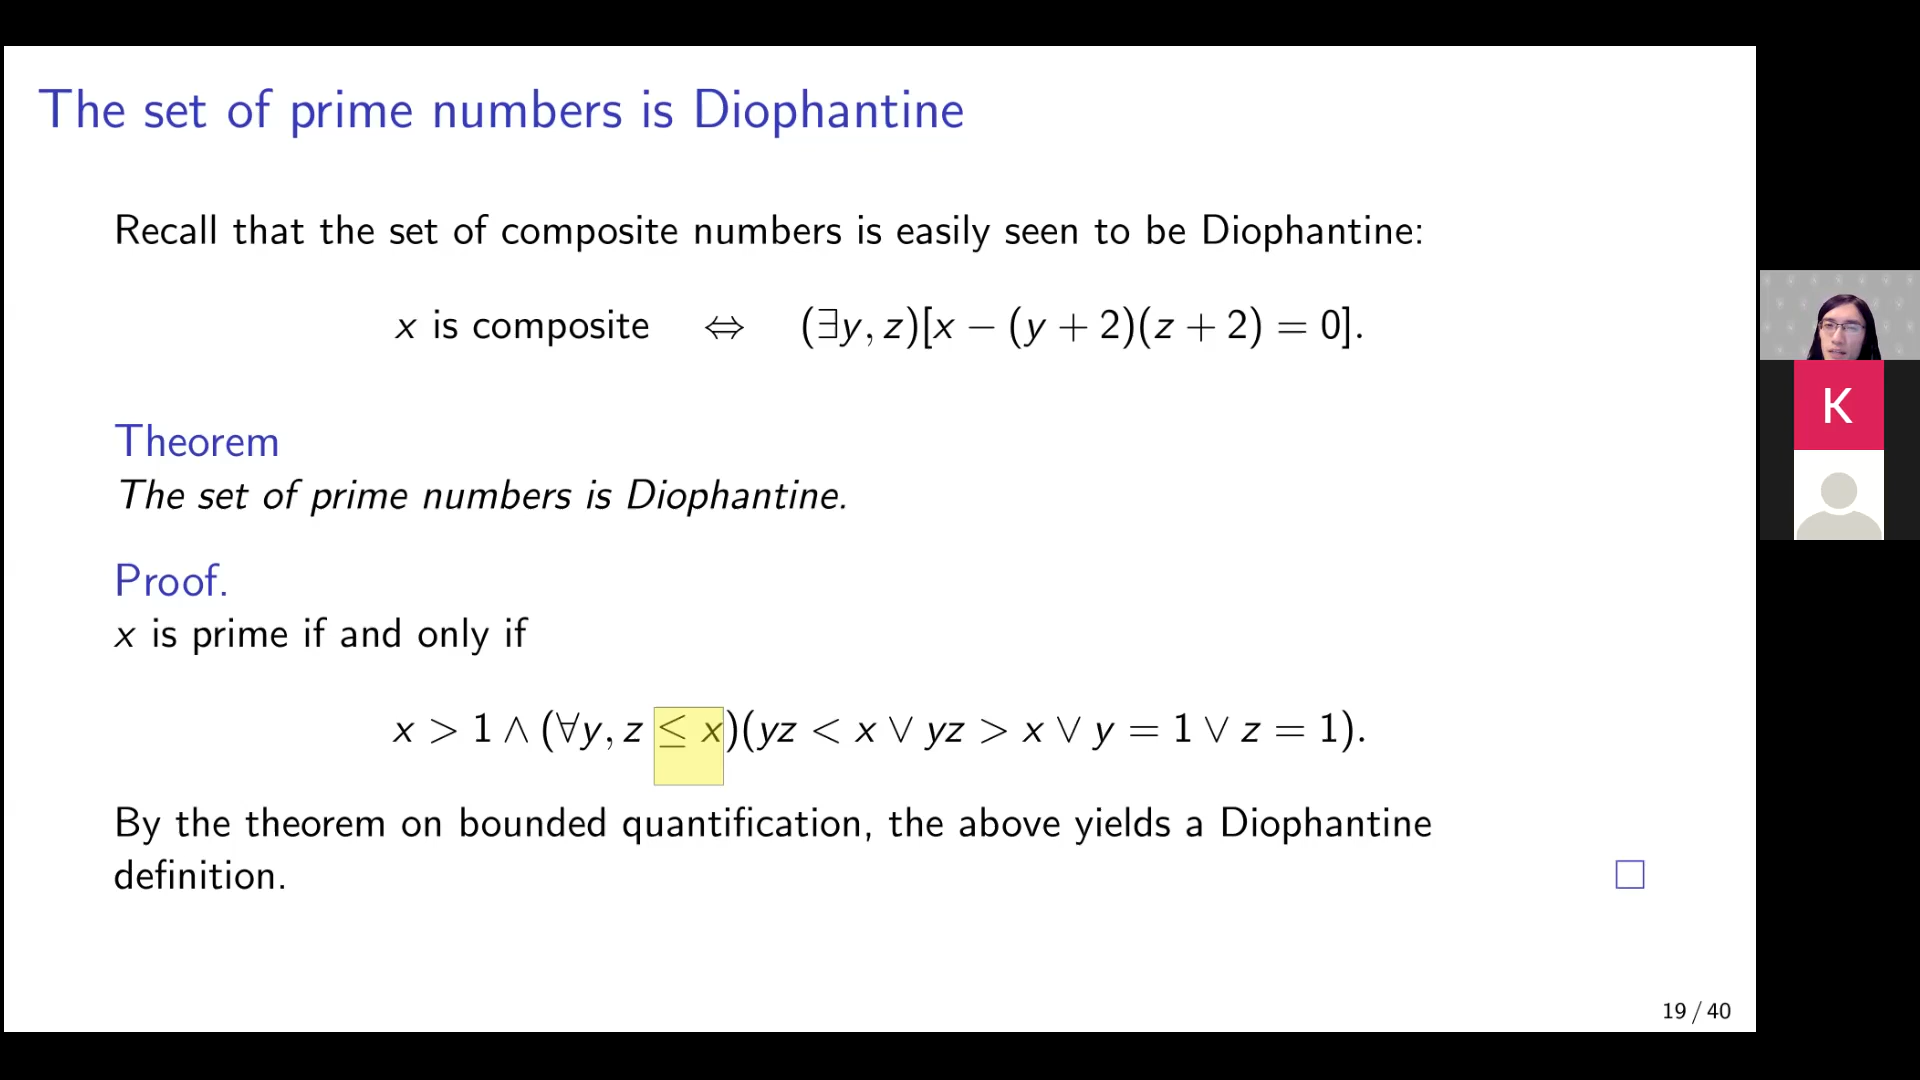 The set of prime numbers is Diophantine
Recall that the set of composite numbers is easily seen to be Diophantine:
x is composite ⇔ (∃y, z)[x − (y + 2)(z + 2) = 0].
Theorem
The set of prime numbers is Diophantine.
Proof.
x is prime if and only if
x > 1 ∧ (∀y, z ≤ x)(yz < x ∨ yz > x ∨ y = 1 ∨ z = 1).
By the theorem on bounded quantification, the above yields a Diophantine
definition.
19 / 40
K